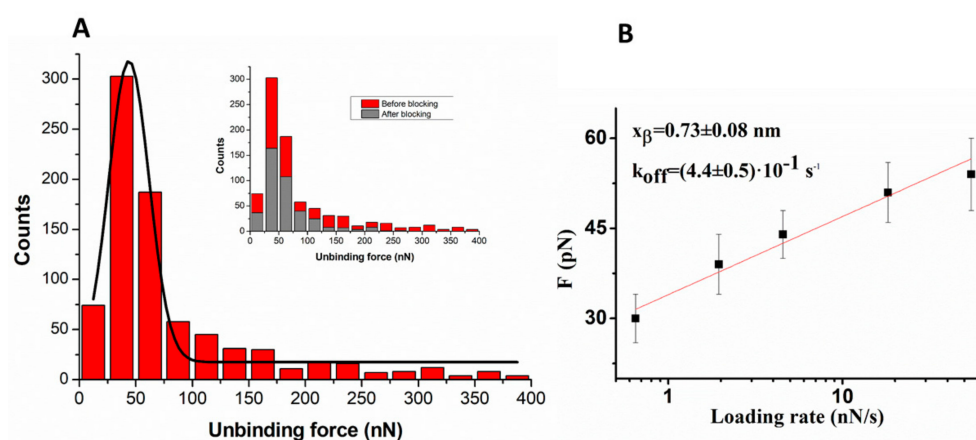 A
300
250
200
150
100
50
0
Counts
0 50 100 150 200 250 300 350 400
Unbinding force (nN)
300
250
200
150
100
50
0
Counts
0 50 100 150 200 250 300 350 400
Unbinding force (nN)
Before blocking
After blocking
B
xβ=0.73±0.08 nm
koff=(4.4±0.5)·10⁻¹ s⁻¹
60
45
30
F (pN)
1 10
Loading rate (nN/s)